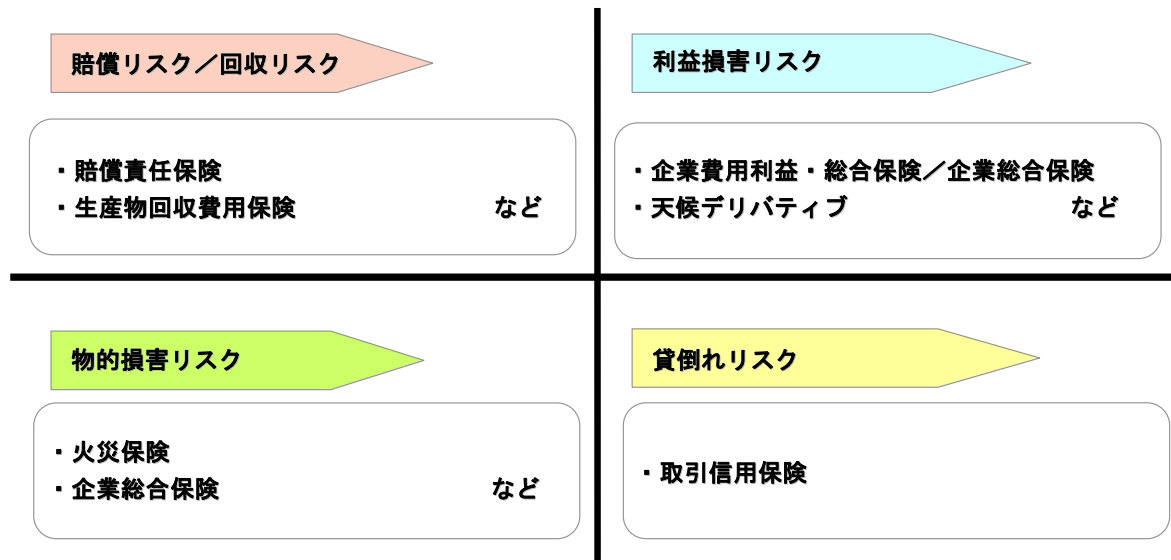 賠償リスク／回収リスク
・賠償責任保険
・生産物回収費用保険 など
利益損害リスク
・企業費用利益・総合保険／企業総合保険
・天候デリバティブ など
物的損害リスク
・火災保険
・企業総合保険 など
貸倒れリスク
・取引信用保険